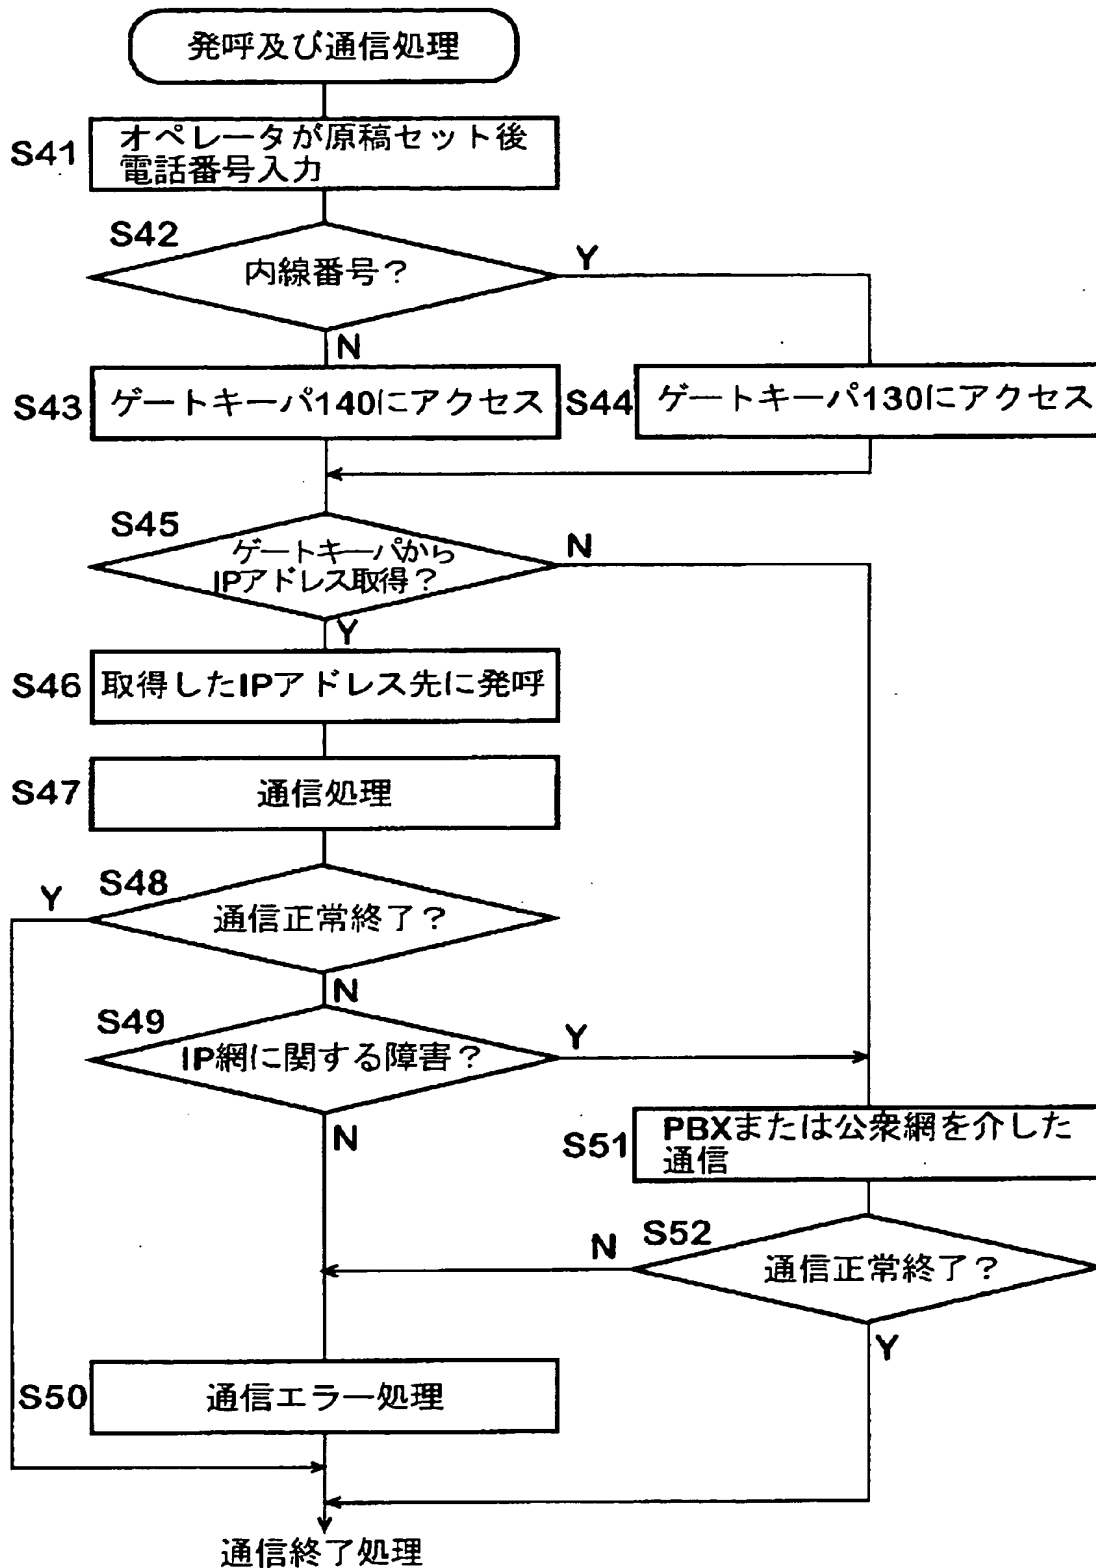 発呼及び通信処理
S41
オペレータが原稿セット後
電話番号入力
S42
内線番号?
Y
N
S43
ゲートキーパ140にアクセス
S44
ゲートキーパ130にアクセス
S45
ゲートキーパから
IPアドレス取得?
N
Y
S46
取得したIPアドレス先に発呼
S47
通信処理
S48
通信正常終了?
Y
N
S49
IP網に関する障害?
Y
N
S51
PBXまたは公衆網を介した
通信
S52
通信正常終了?
N
Y
S50
通信エラー処理
通信終了処理